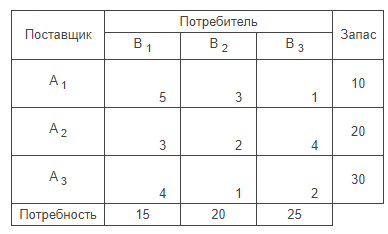 Поставщик Потребитель Запас
B 1 B 2 B 3
A 1 5 3 1 10
A 2 3 2 4 20
A 3 4 1 2 30
Потребность 15 20 25